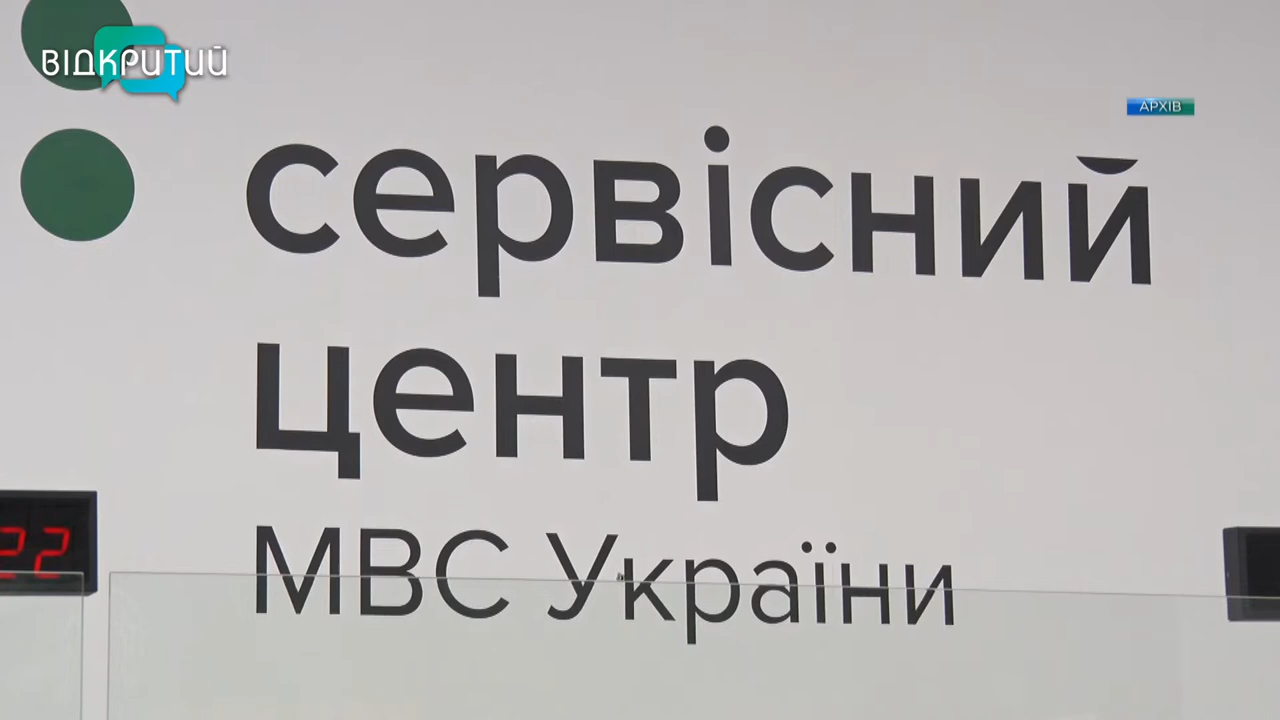 ВІДКРИТИЙ
АРХІВ
сервісний
центр
МВС України
22